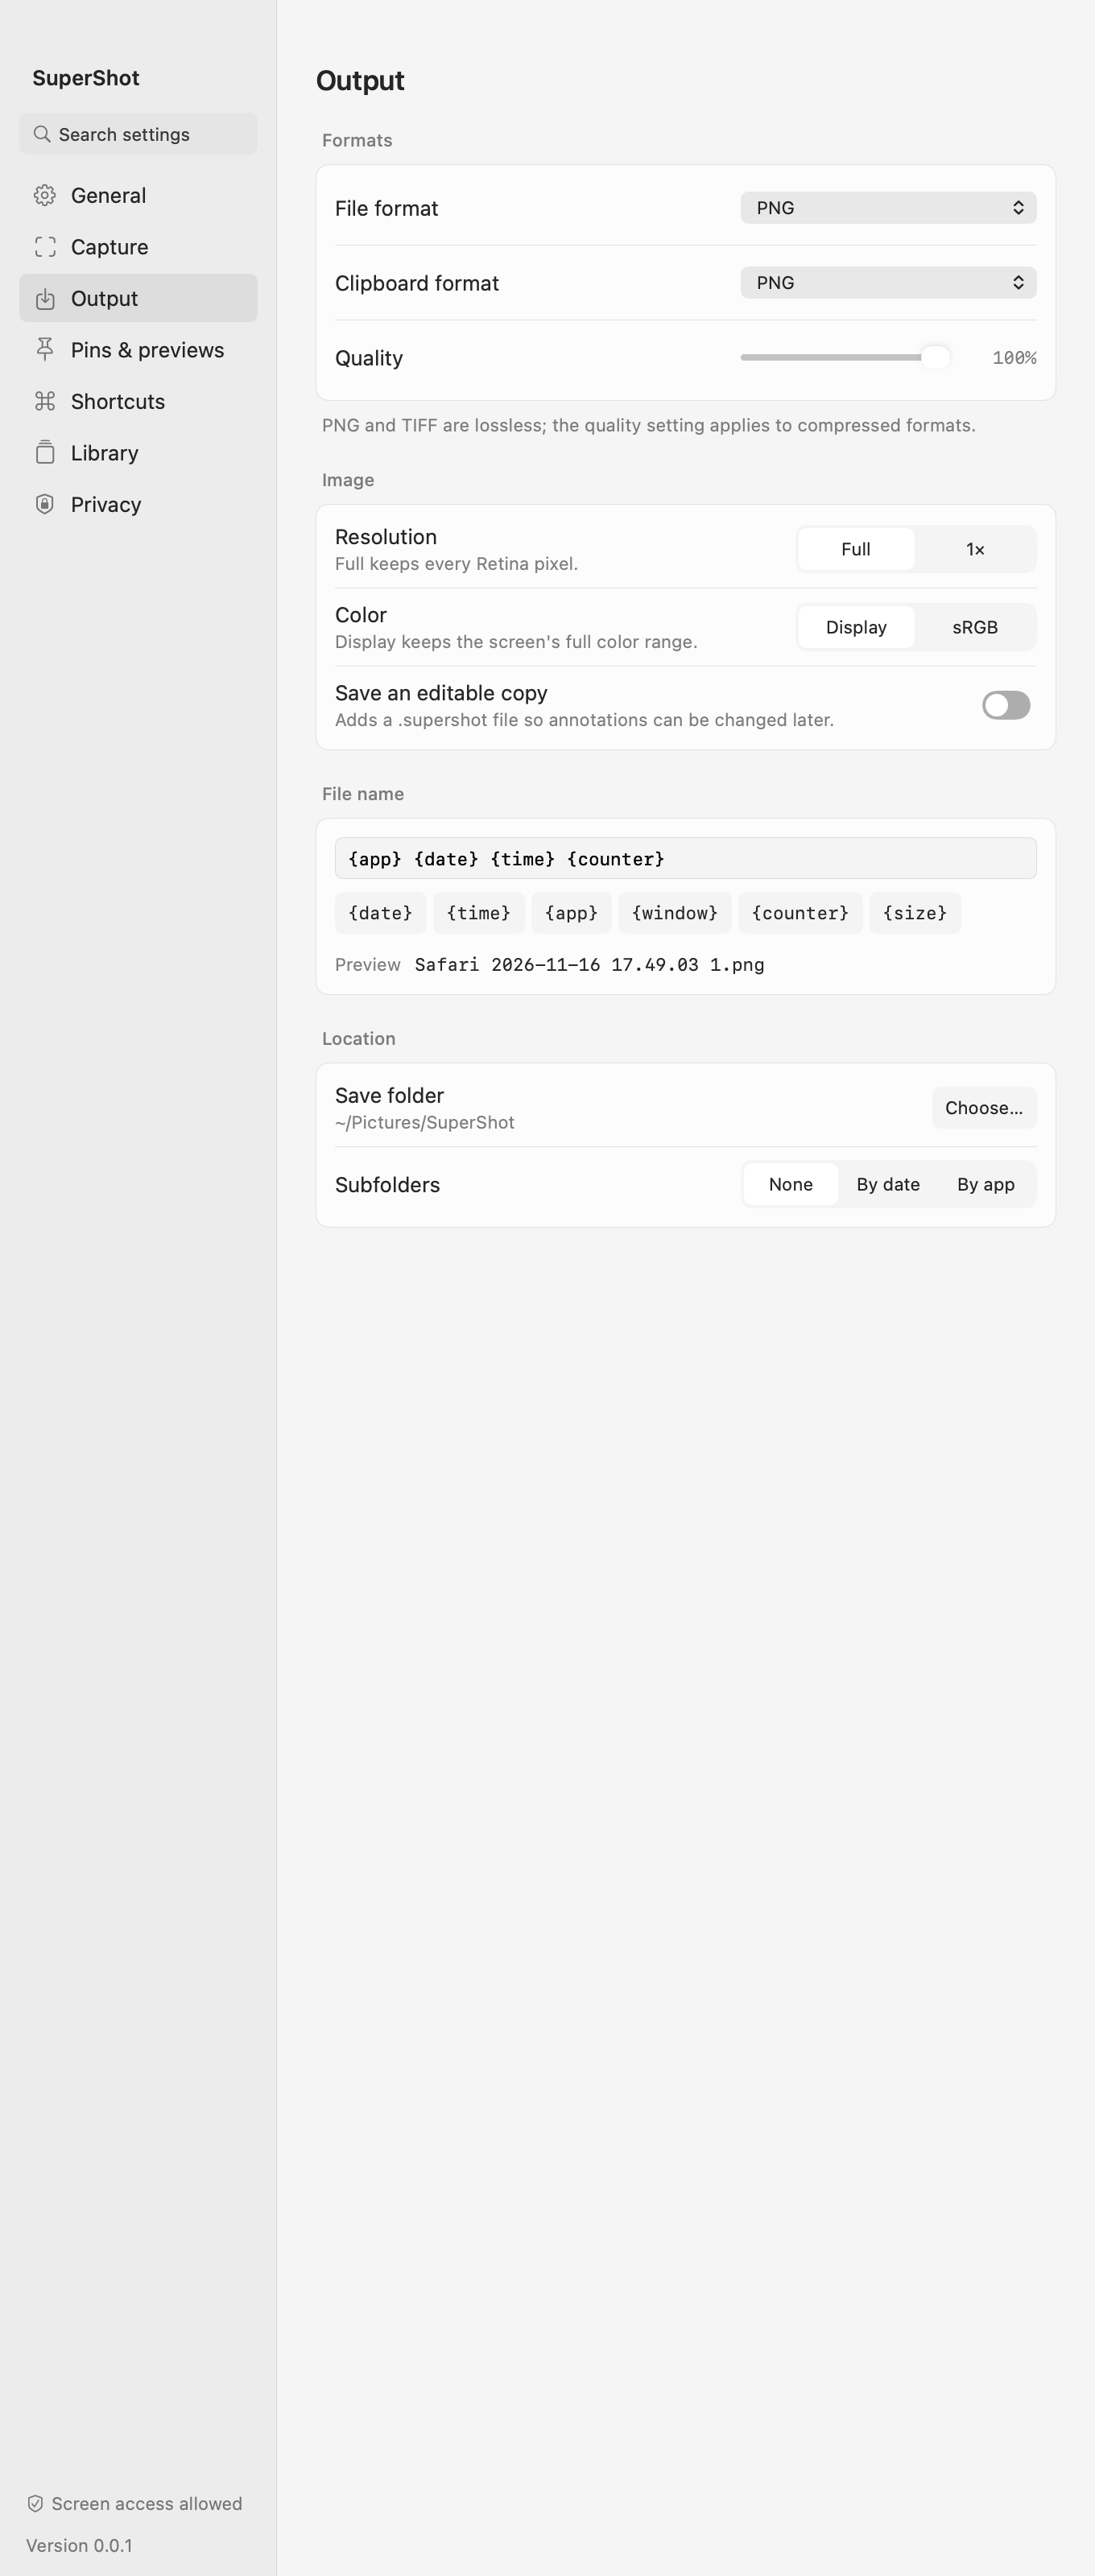 SuperShot
Search settings
General
Capture
Output
Pins & previews
Shortcuts
Library
Privacy
Screen access allowed
Version 0.0.1
Output
Formats
File format PNG
Clipboard format PNG
Quality 100%
PNG and TIFF are lossless; the quality setting applies to compressed formats.
Image
Resolution
Full keeps every Retina pixel.
Full 1×
Color
Display keeps the screen's full color range.
Display sRGB
Save an editable copy
Adds a .supershot file so annotations can be changed later.
File name
{app} {date} {time} {counter}
{date} {time} {app} {window} {counter} {size}
Preview Safari 2026-11-16 17.49.03 1.png
Location
Save folder
~/Pictures/SuperShot
Choose...
Subfolders None By date By app